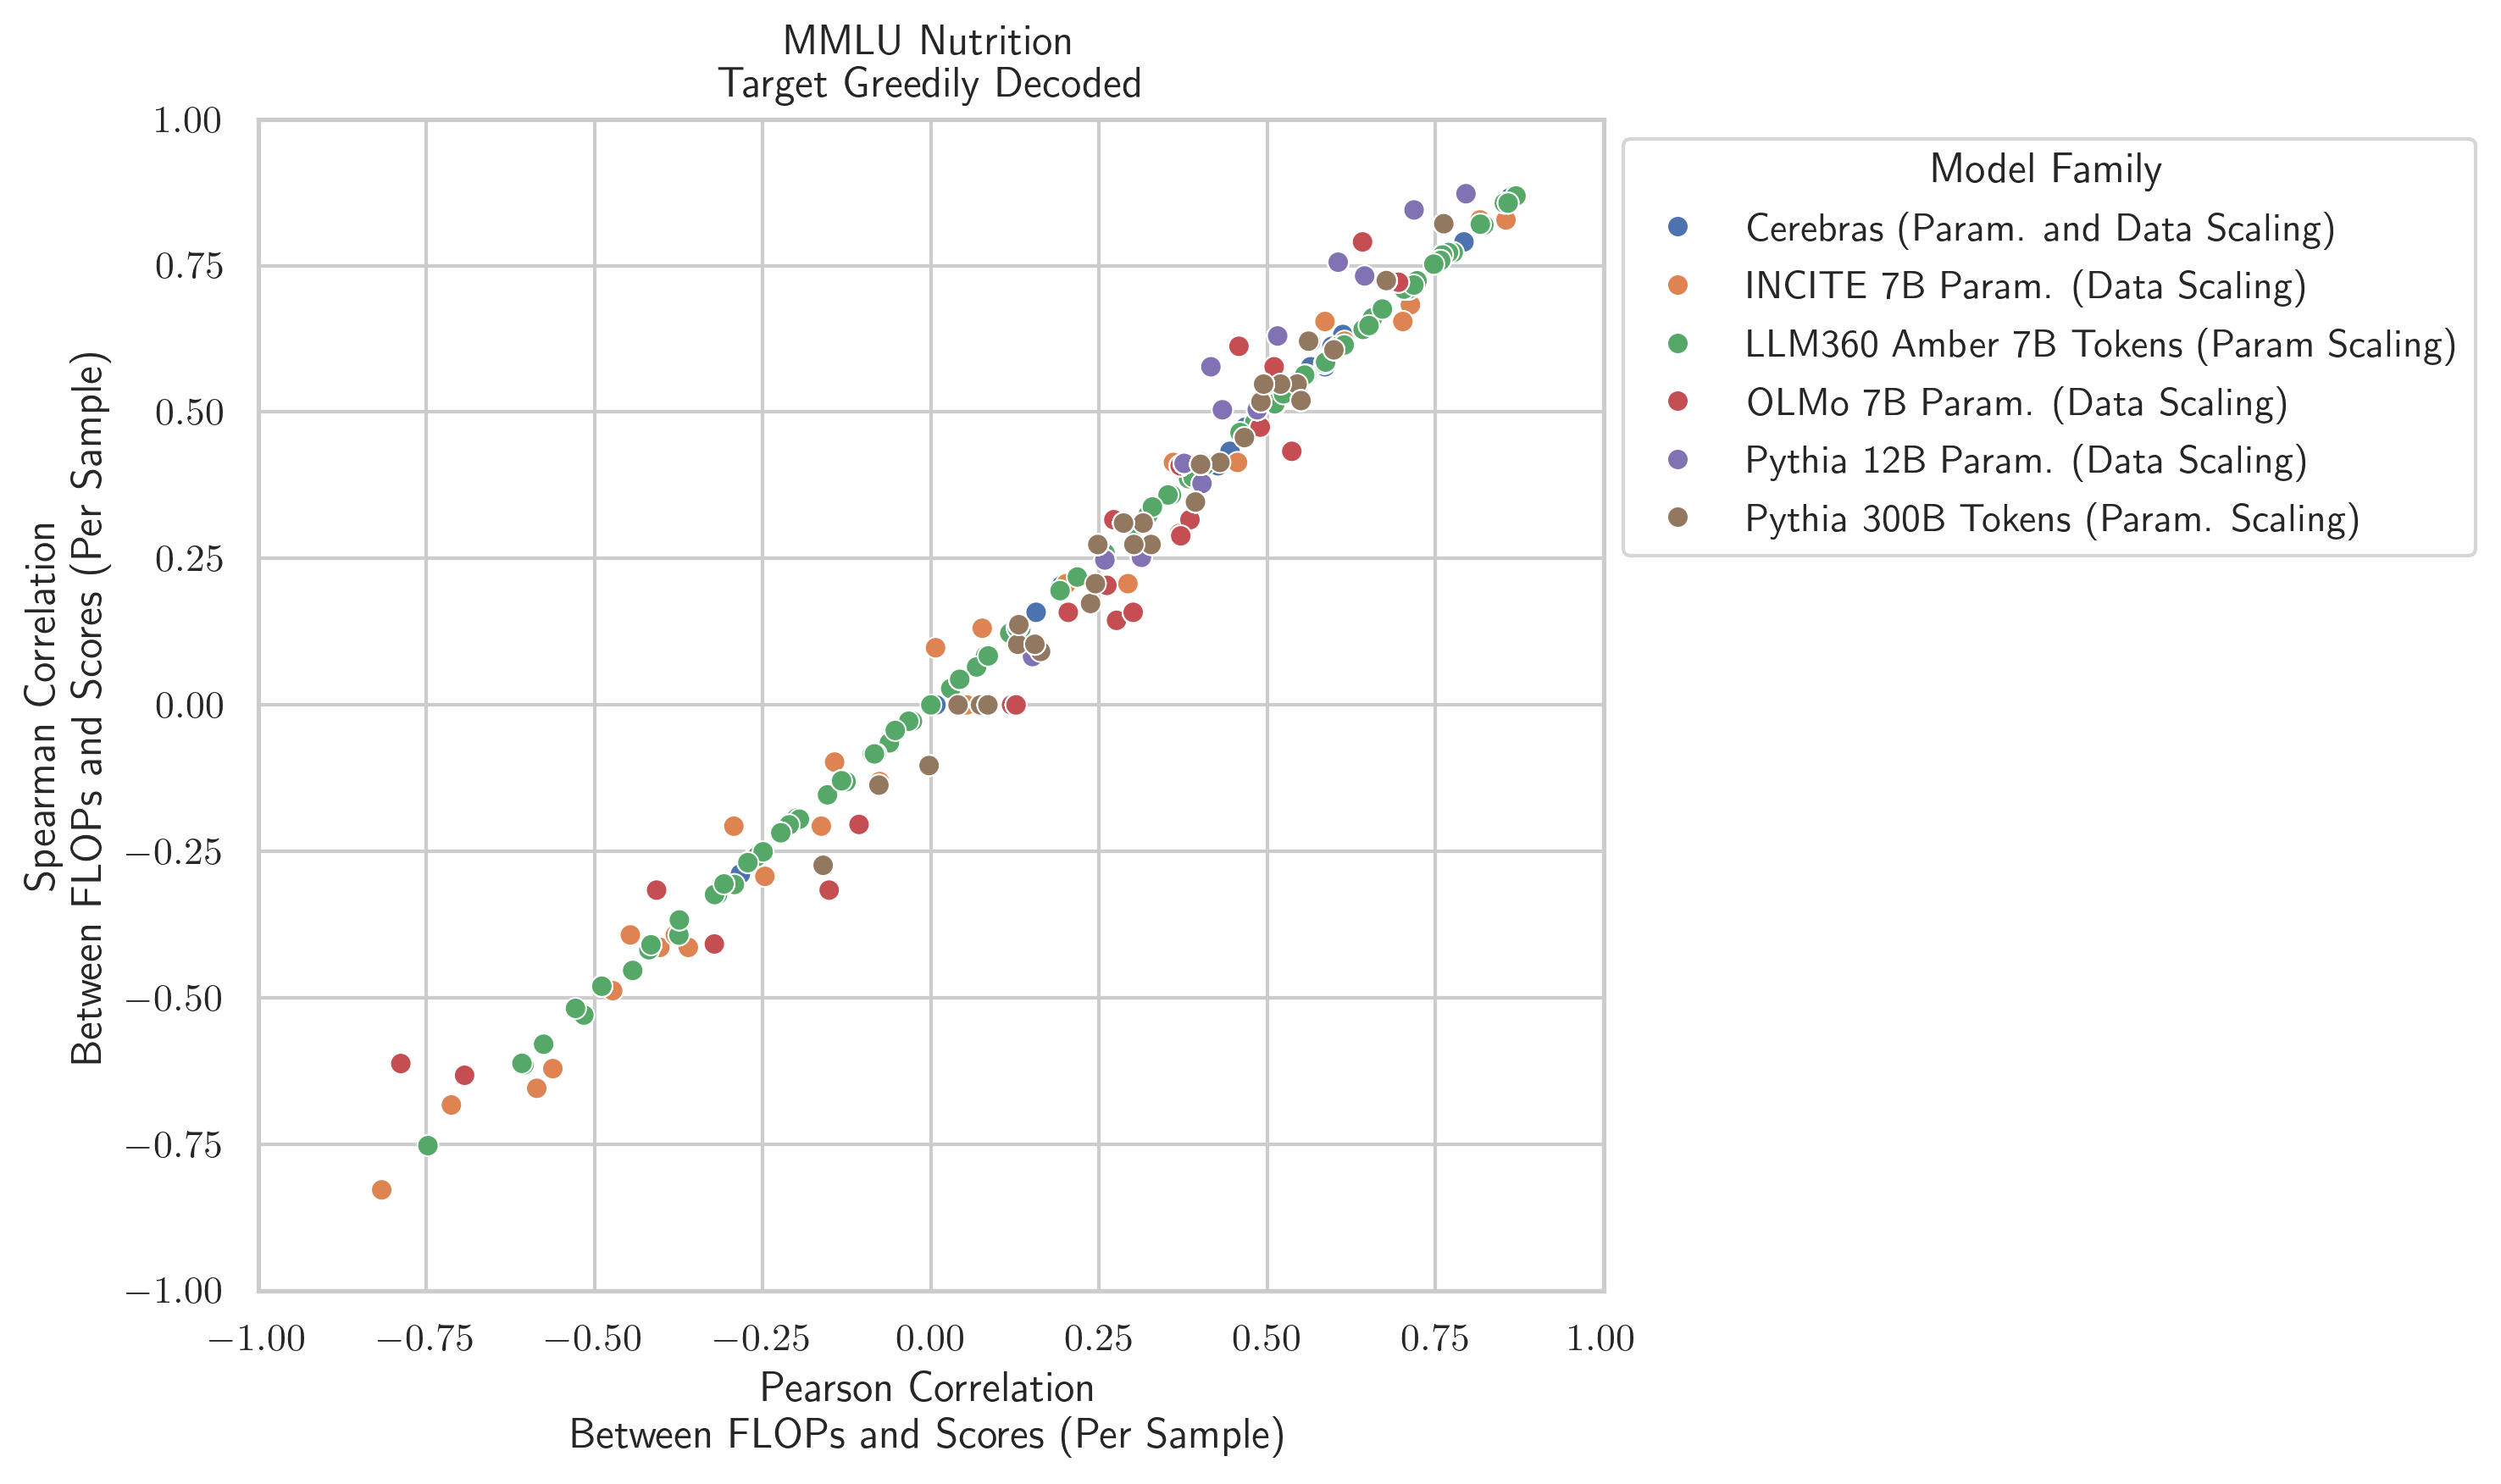 MMLU Nutrition
Target Greedily Decoded
Spearman Correlation
Between FLOPs and Scores (Per Sample)
1.00
0.75
0.50
0.25
0.00
−0.25
−0.50
−0.75
−1.00
−1.00 −0.75 −0.50 −0.25 0.00 0.25 0.50 0.75 1.00
Pearson Correlation
Between FLOPs and Scores (Per Sample)
Model Family
Cerebras (Param. and Data Scaling)
INCITE 7B Param. (Data Scaling)
LLM360 Amber 7B Tokens (Param Scaling)
OLMo 7B Param. (Data Scaling)
Pythia 12B Param. (Data Scaling)
Pythia 300B Tokens (Param. Scaling)